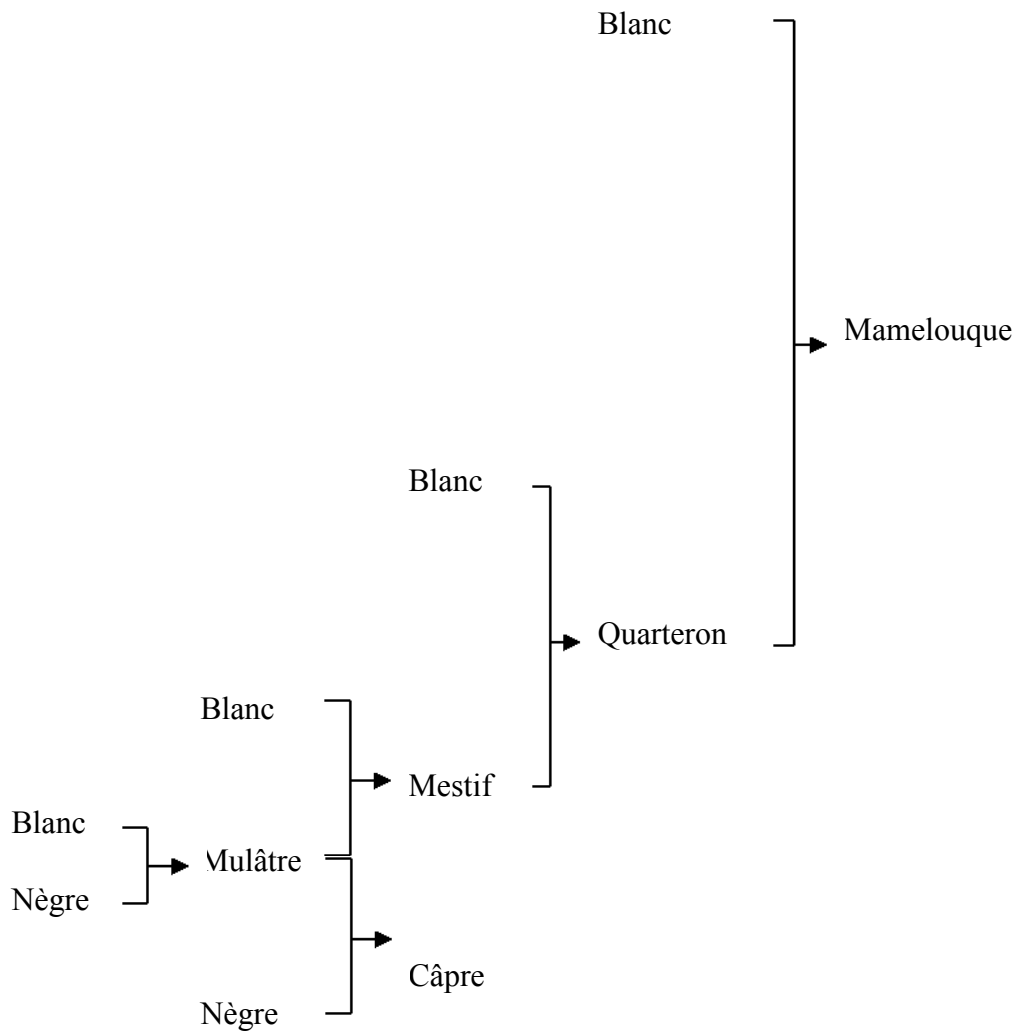 Blanc
Mamelouque
Blanc
Quarteron
Blanc
Mestif
Blanc
Mulâtre
Nègre
Câpre
Nègre